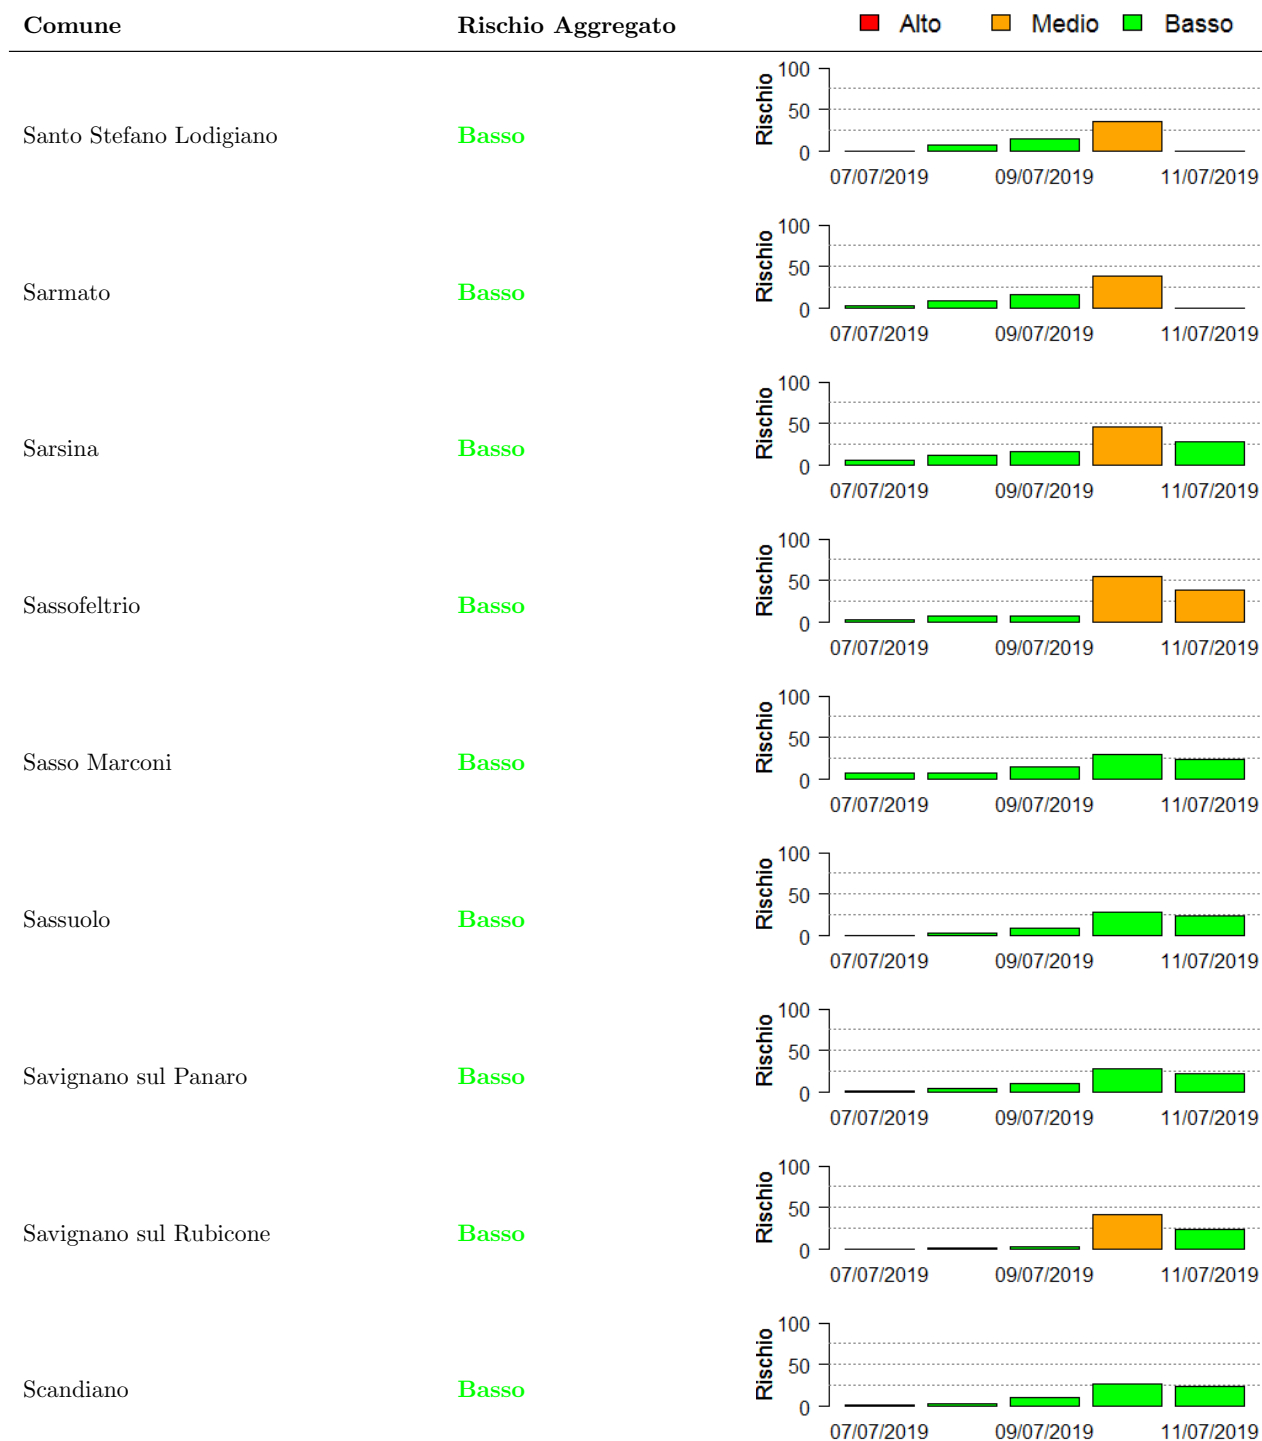 Comune Rischio Aggregato Alto Medio Basso
100
50
0
Rischio
Santo Stefano Lodigiano Basso
07/07/2019 09/07/2019 11/07/2019
100
50
0
Rischio
Sarmato Basso
07/07/2019 09/07/2019 11/07/2019
100
50
0
Rischio
Sarsina Basso
07/07/2019 09/07/2019 11/07/2019
100
50
0
Rischio
Sassofeltrio Basso
07/07/2019 09/07/2019 11/07/2019
100
50
0
Rischio
Sasso Marconi Basso
07/07/2019 09/07/2019 11/07/2019
100
50
0
Rischio
Sassuolo Basso
07/07/2019 09/07/2019 11/07/2019
100
50
0
Rischio
Savignano sul Panaro Basso
07/07/2019 09/07/2019 11/07/2019
100
50
0
Rischio
Savignano sul Rubicone Basso
07/07/2019 09/07/2019 11/07/2019
100
50
0
Rischio
Scandiano Basso
07/07/2019 09/07/2019 11/07/2019